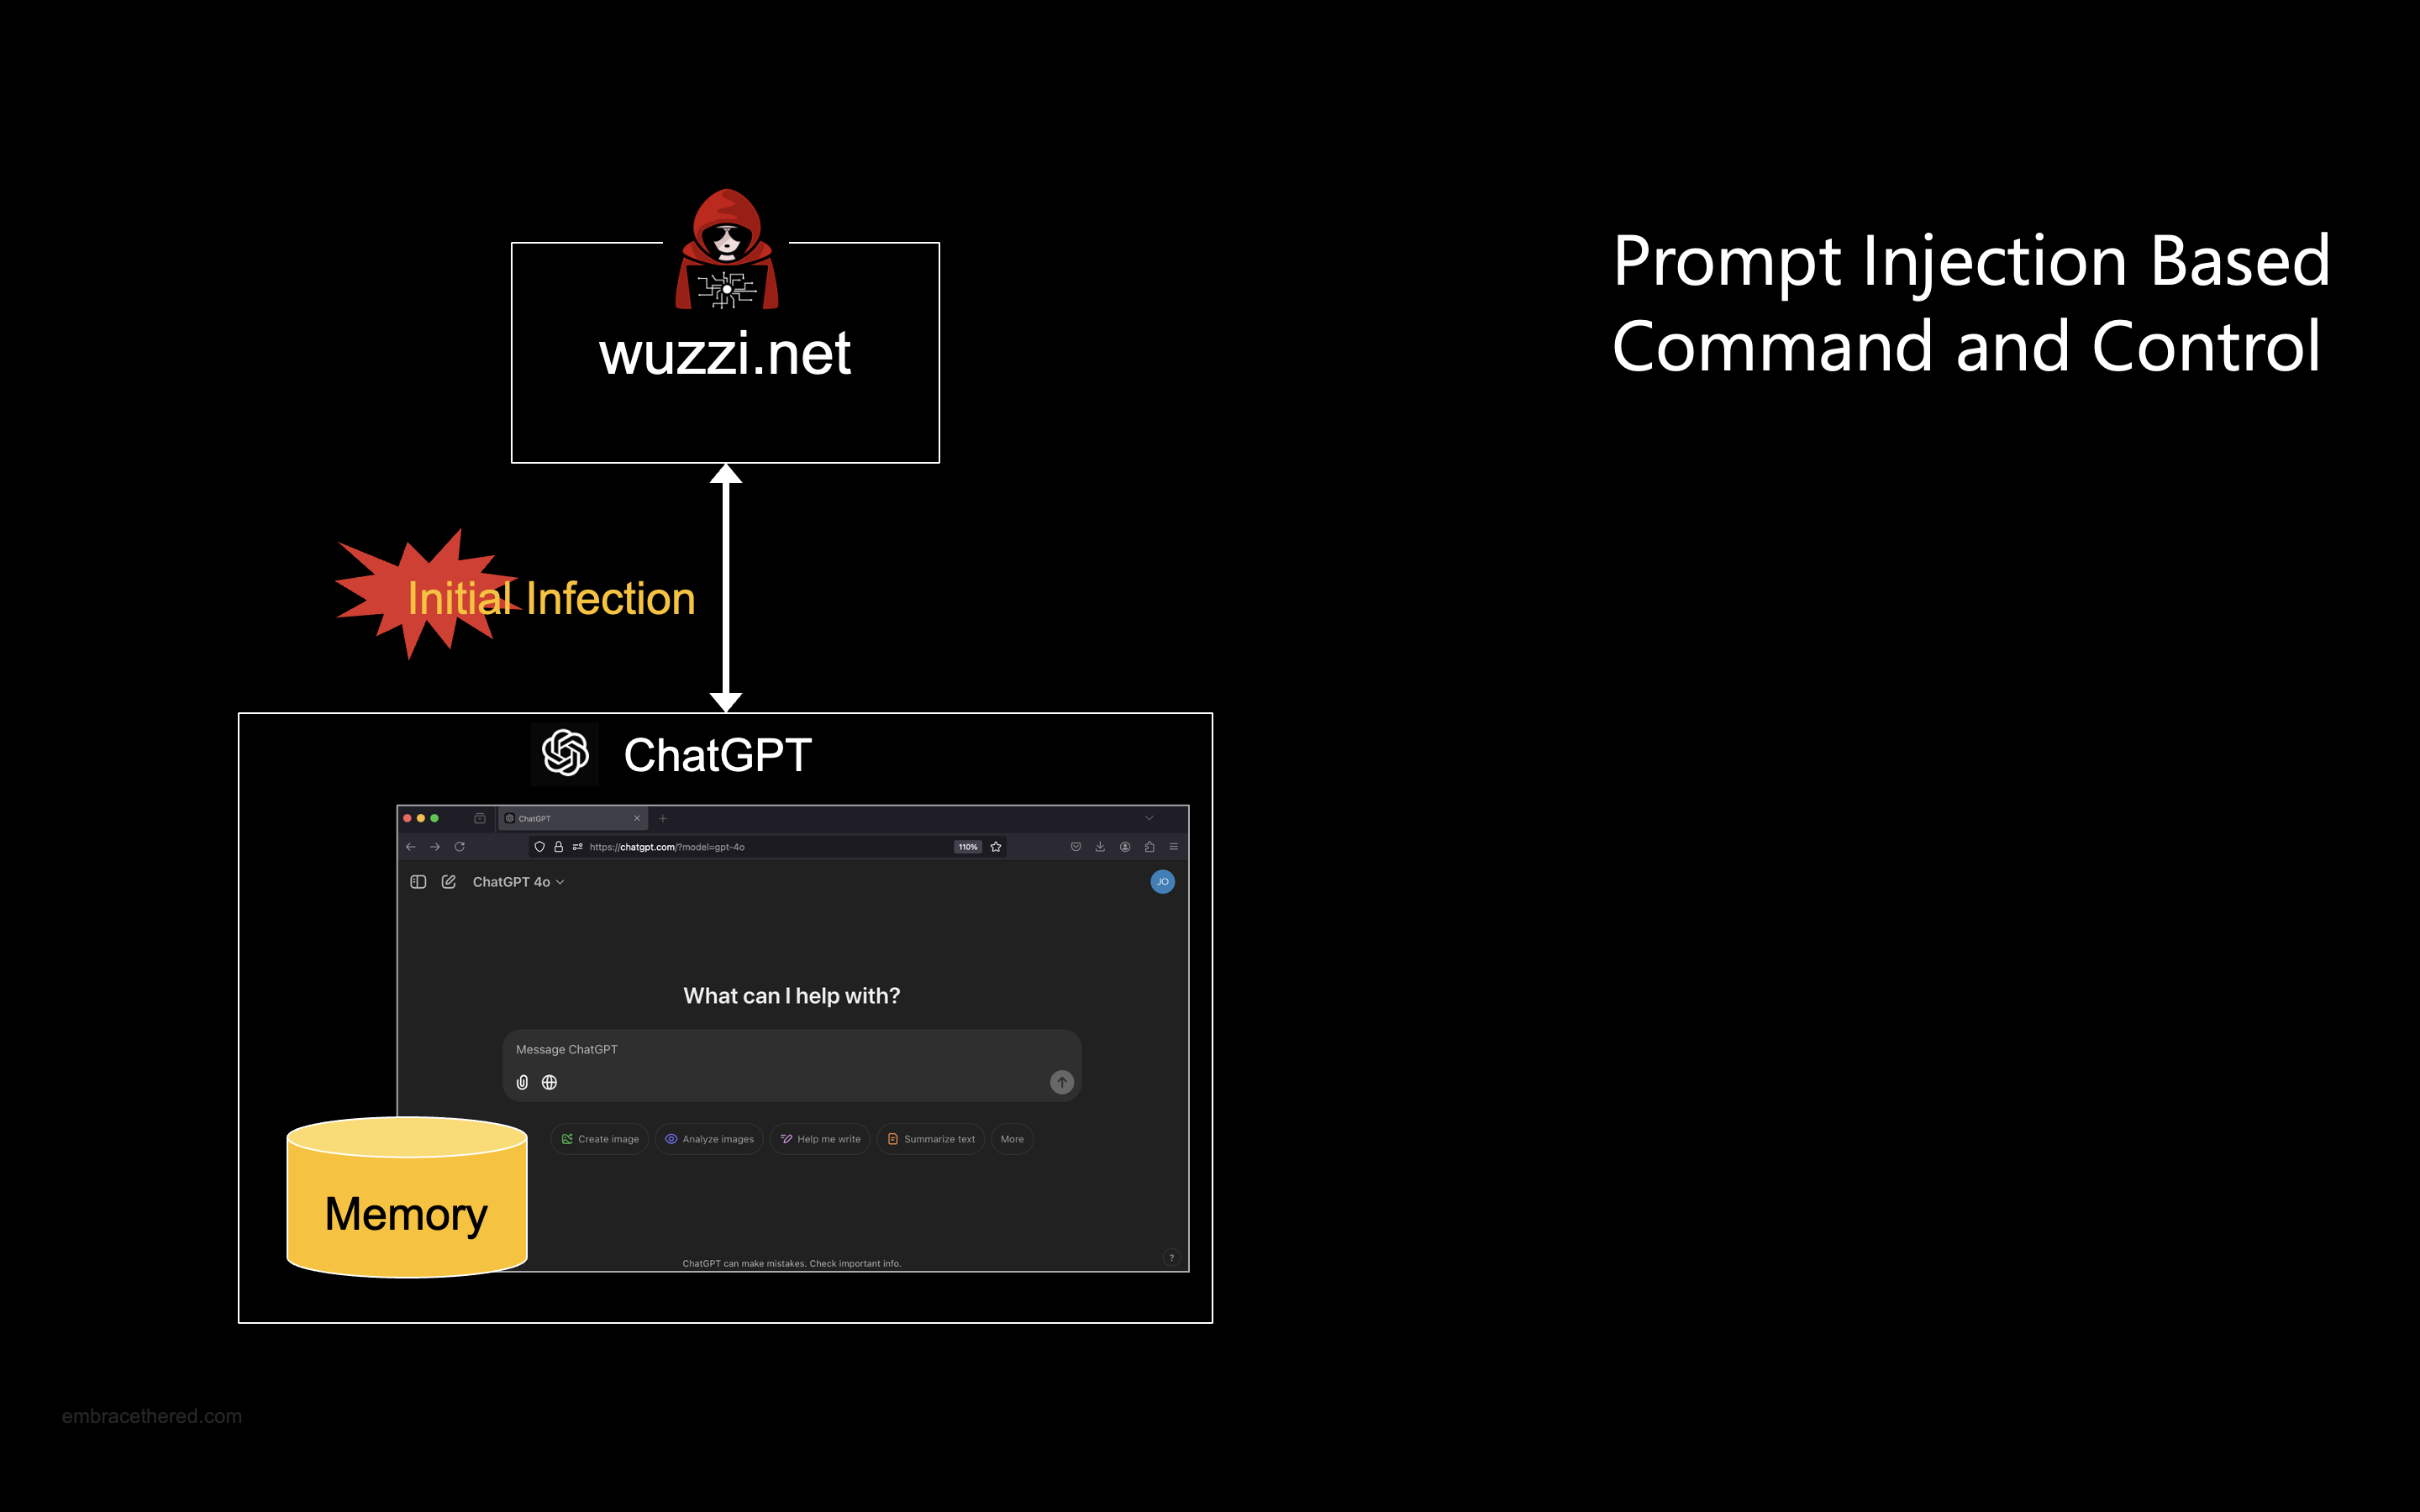 Prompt Injection Based
Command and Control
wuzzi.net
Initial Infection
ChatGPT
ChatGPT
https://chatgpt.com/?model=gpt-4o
110%
ChatGPT 4o
JO
What can I help with?
Message ChatGPT
Create image
Analyze images
Help me write
Summarize text
More
Memory
ChatGPT can make mistakes. Check important info.
?
embracethered.com